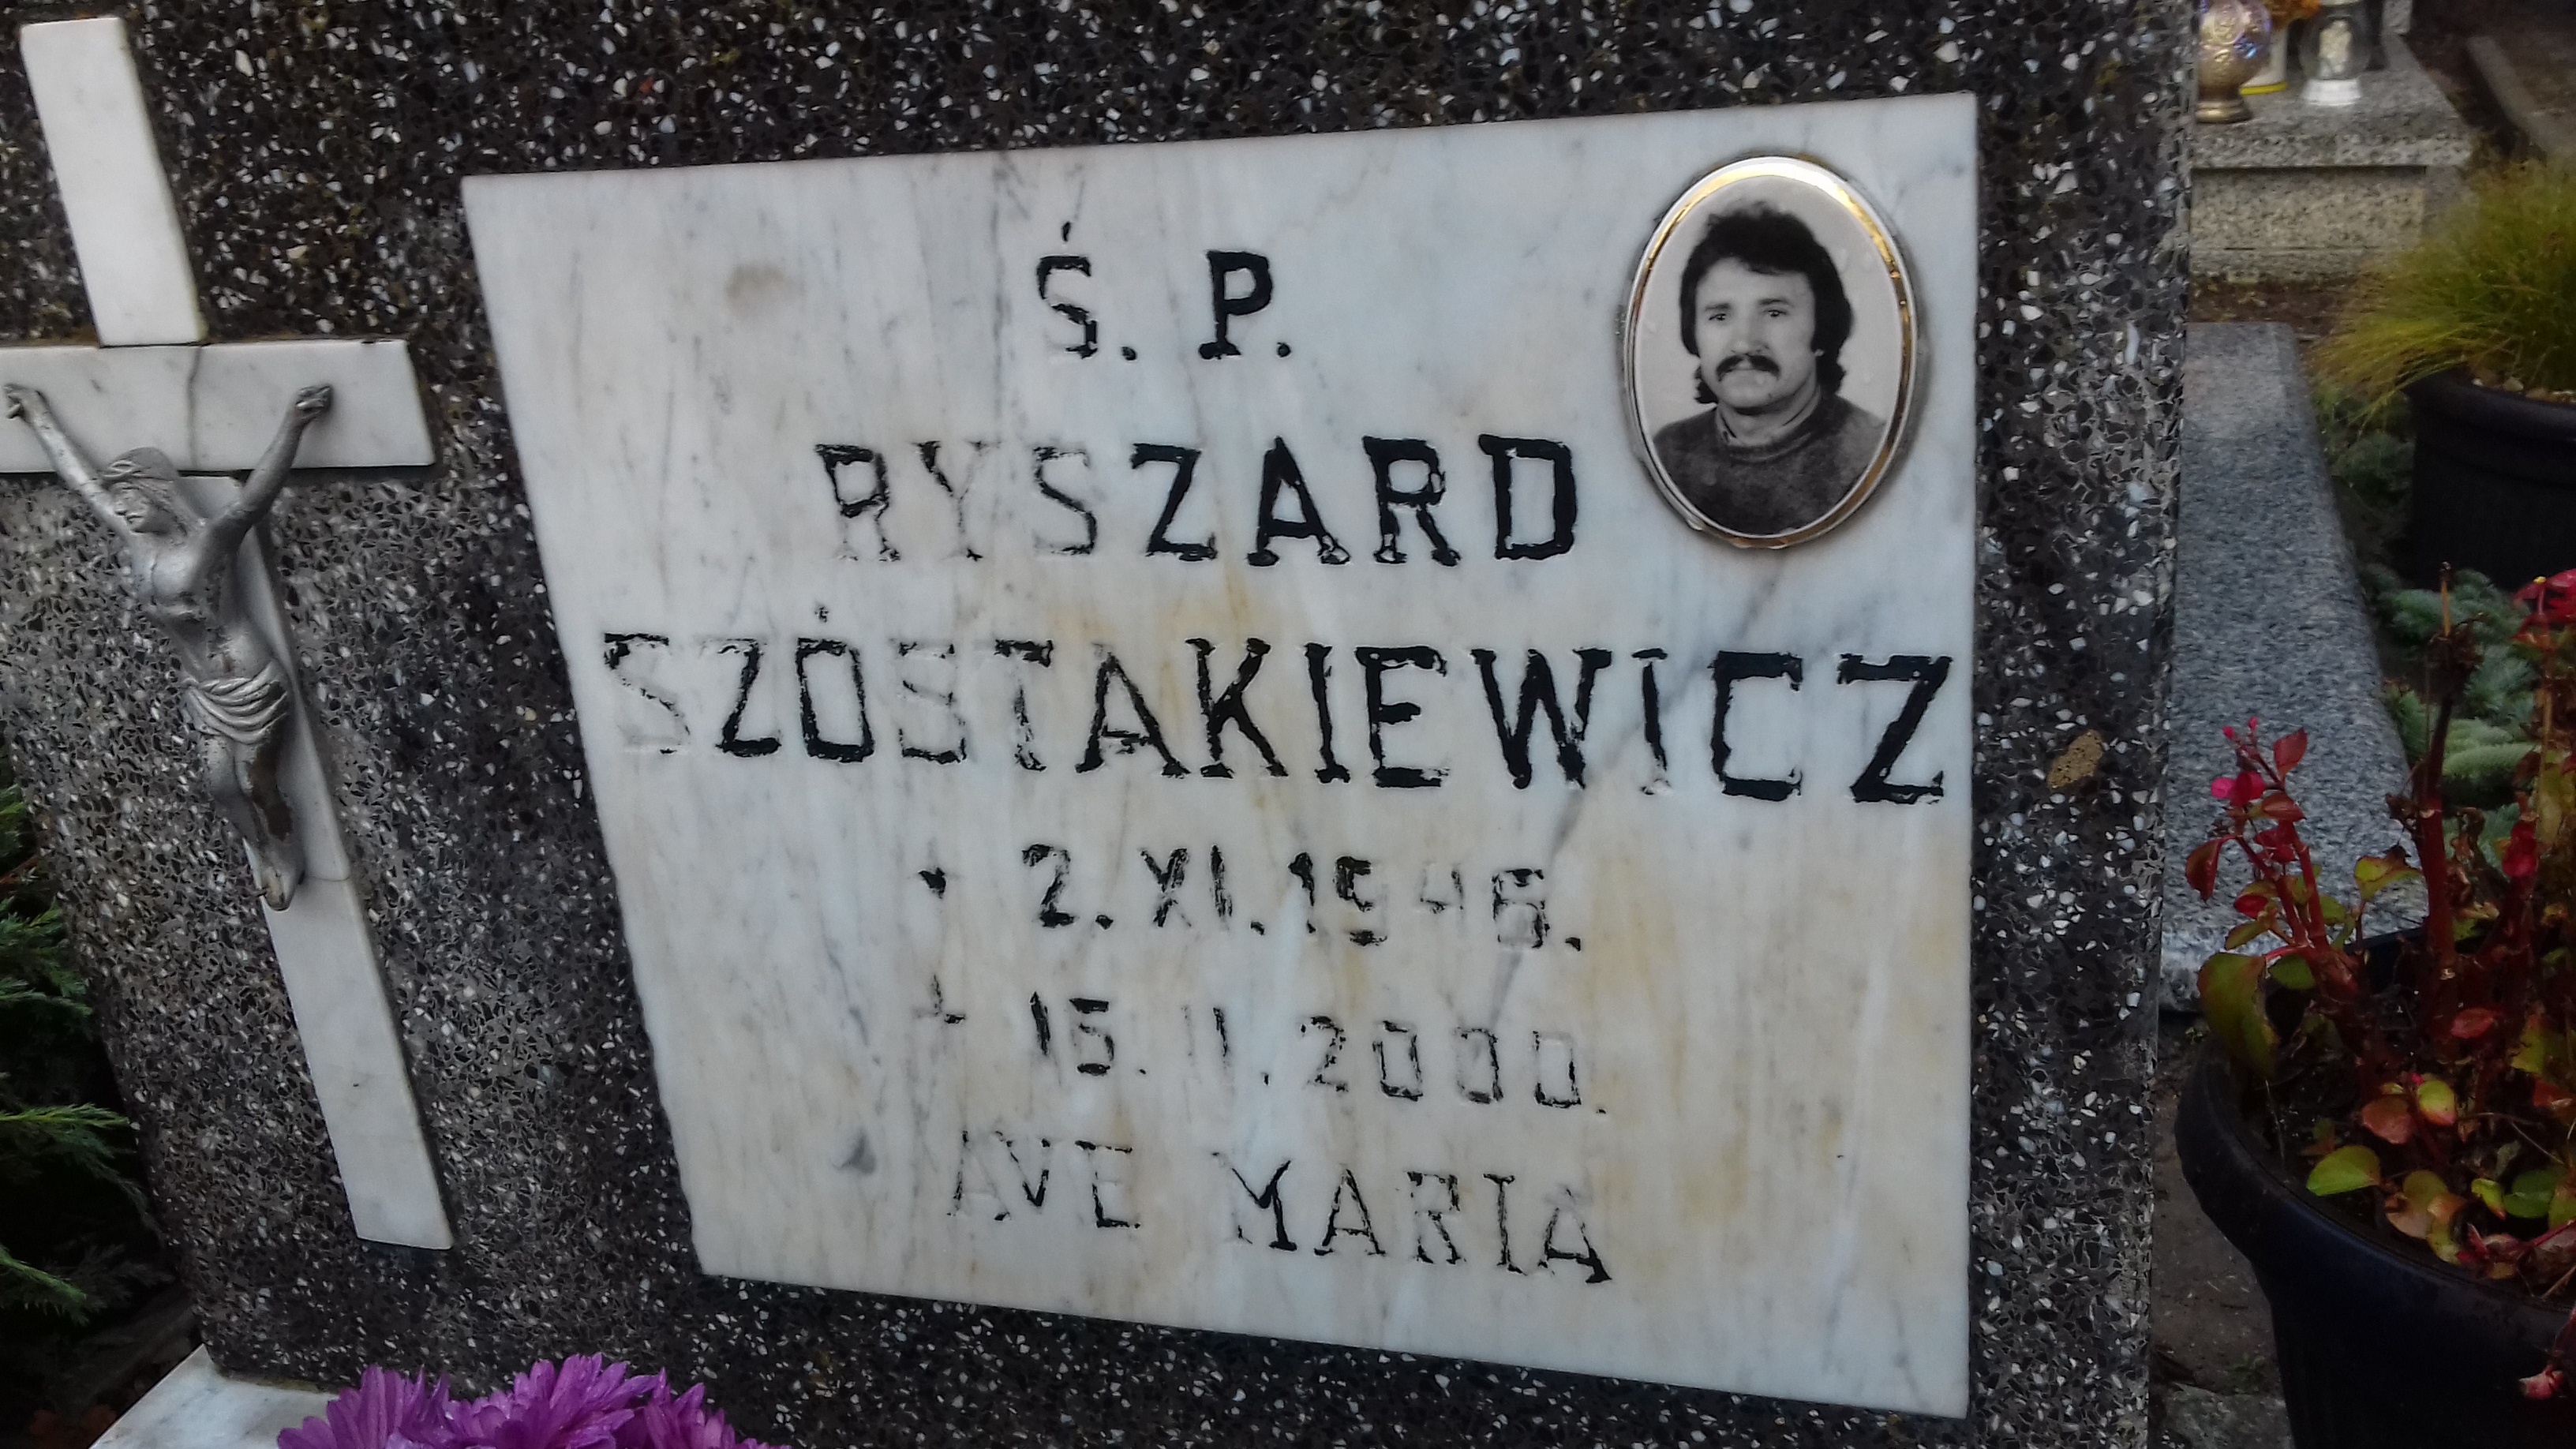 Ś. P.
RYSZARD
SZÓSTAKIEWICZ
* 2. XI. 1946.
+ 15. II. 2000.
AVE MARIA